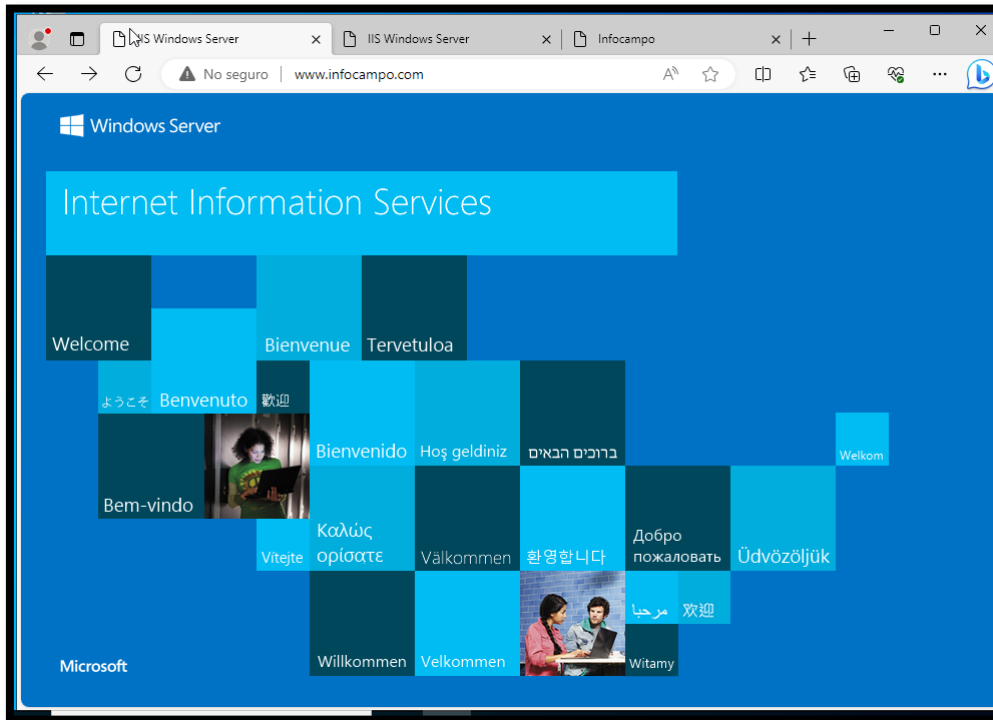 IIS Windows Server
IIS Windows Server
Infocampo
No seguro
www.infocampo.com
Windows Server
Internet Information Services
Welcome
Bienvenue
Tervetuloa
ようこそ
Benvenuto
歡迎
Bienvenido
Hoş geldiniz
ברוכים הבאים
Welkom
Bem-vindo
Vítejte
Καλώς
ορίσατε
Välkommen
환영합니다
Добро
пожаловать
Üdvözöljük
مرحبا
欢迎
Microsoft
Willkommen
Velkommen
Witamy